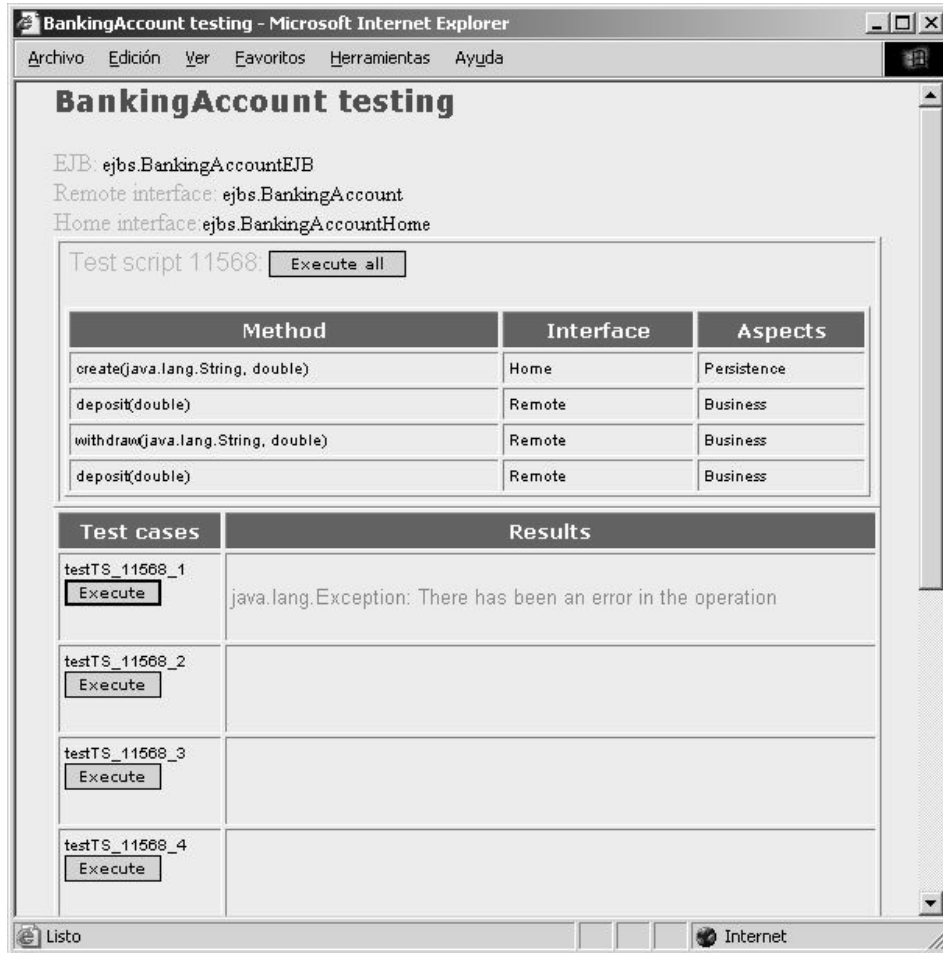 BankingAccount testing - Microsoft Internet Explorer
Archivo Edición Ver Favoritos Herramientas Ayuda
BankingAccount testing
EJB: ejbs.BankingAccountEJB
Remote interface: ejbs.BankingAccount
Home interface:ejbs.BankingAccountHome
Test script 11568: Execute all
Method Interface Aspects
create(java.lang.String, double) Home Persistence
deposit(double) Remote Business
withdraw(java.lang.String, double) Remote Business
deposit(double) Remote Business
Test cases Results
testTS_11568_1
Execute
java.lang.Exception: There has been an error in the operation
testTS_11568_2
Execute
testTS_11568_3
Execute
testTS_11568_4
Execute
Listo Internet